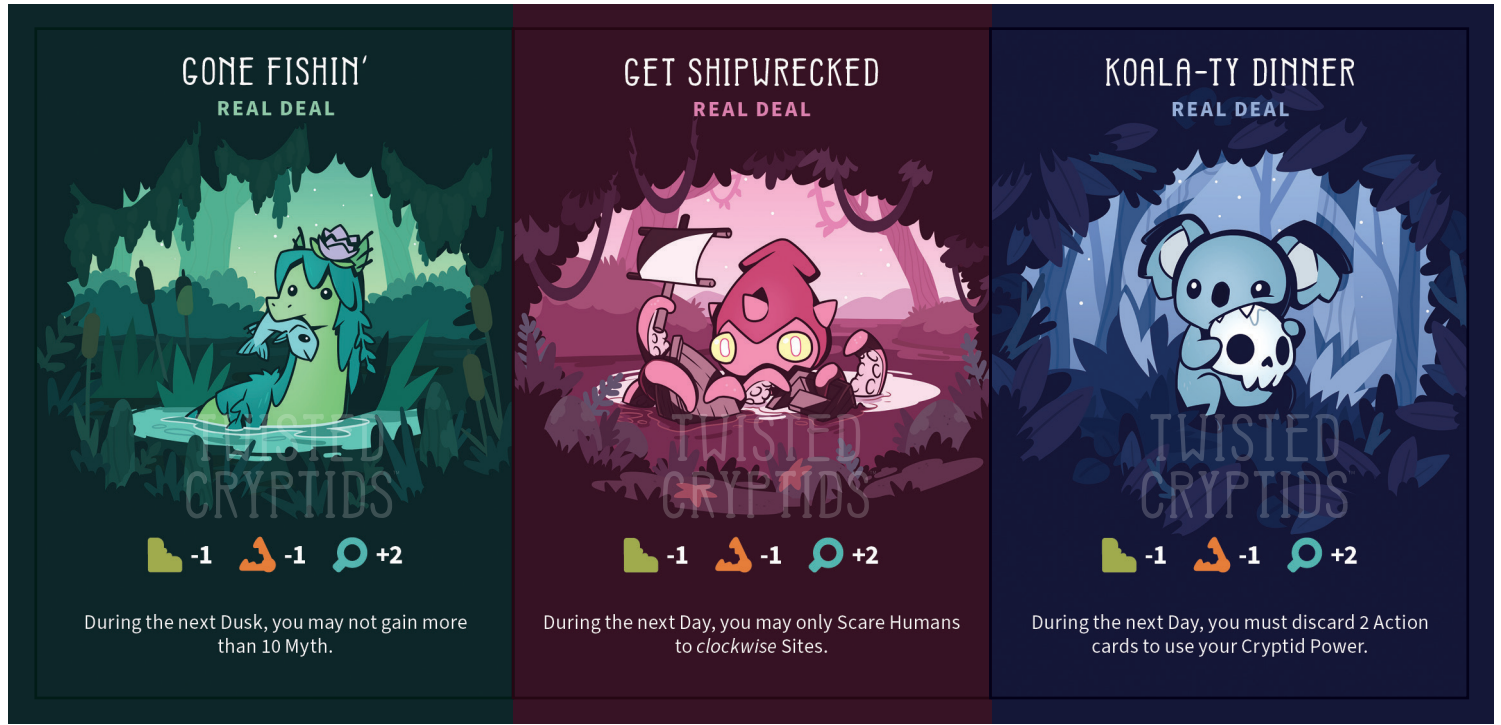 GONE FISHIN'
REAL DEAL
TWISTED
CRYPTIDS
-1 -1 +2
During the next Dusk, you may not gain more
than 10 Myth.
GET SHIPWRECKED
REAL DEAL
TWISTED
CRYPTIDS
-1 -1 +2
During the next Day, you may only Scare Humans
to clockwise Sites.
KOALA-TY DINNER
REAL DEAL
TWISTED
CRYPTIDS
-1 -1 +2
During the next Day, you must discard 2 Action
cards to use your Cryptid Power.